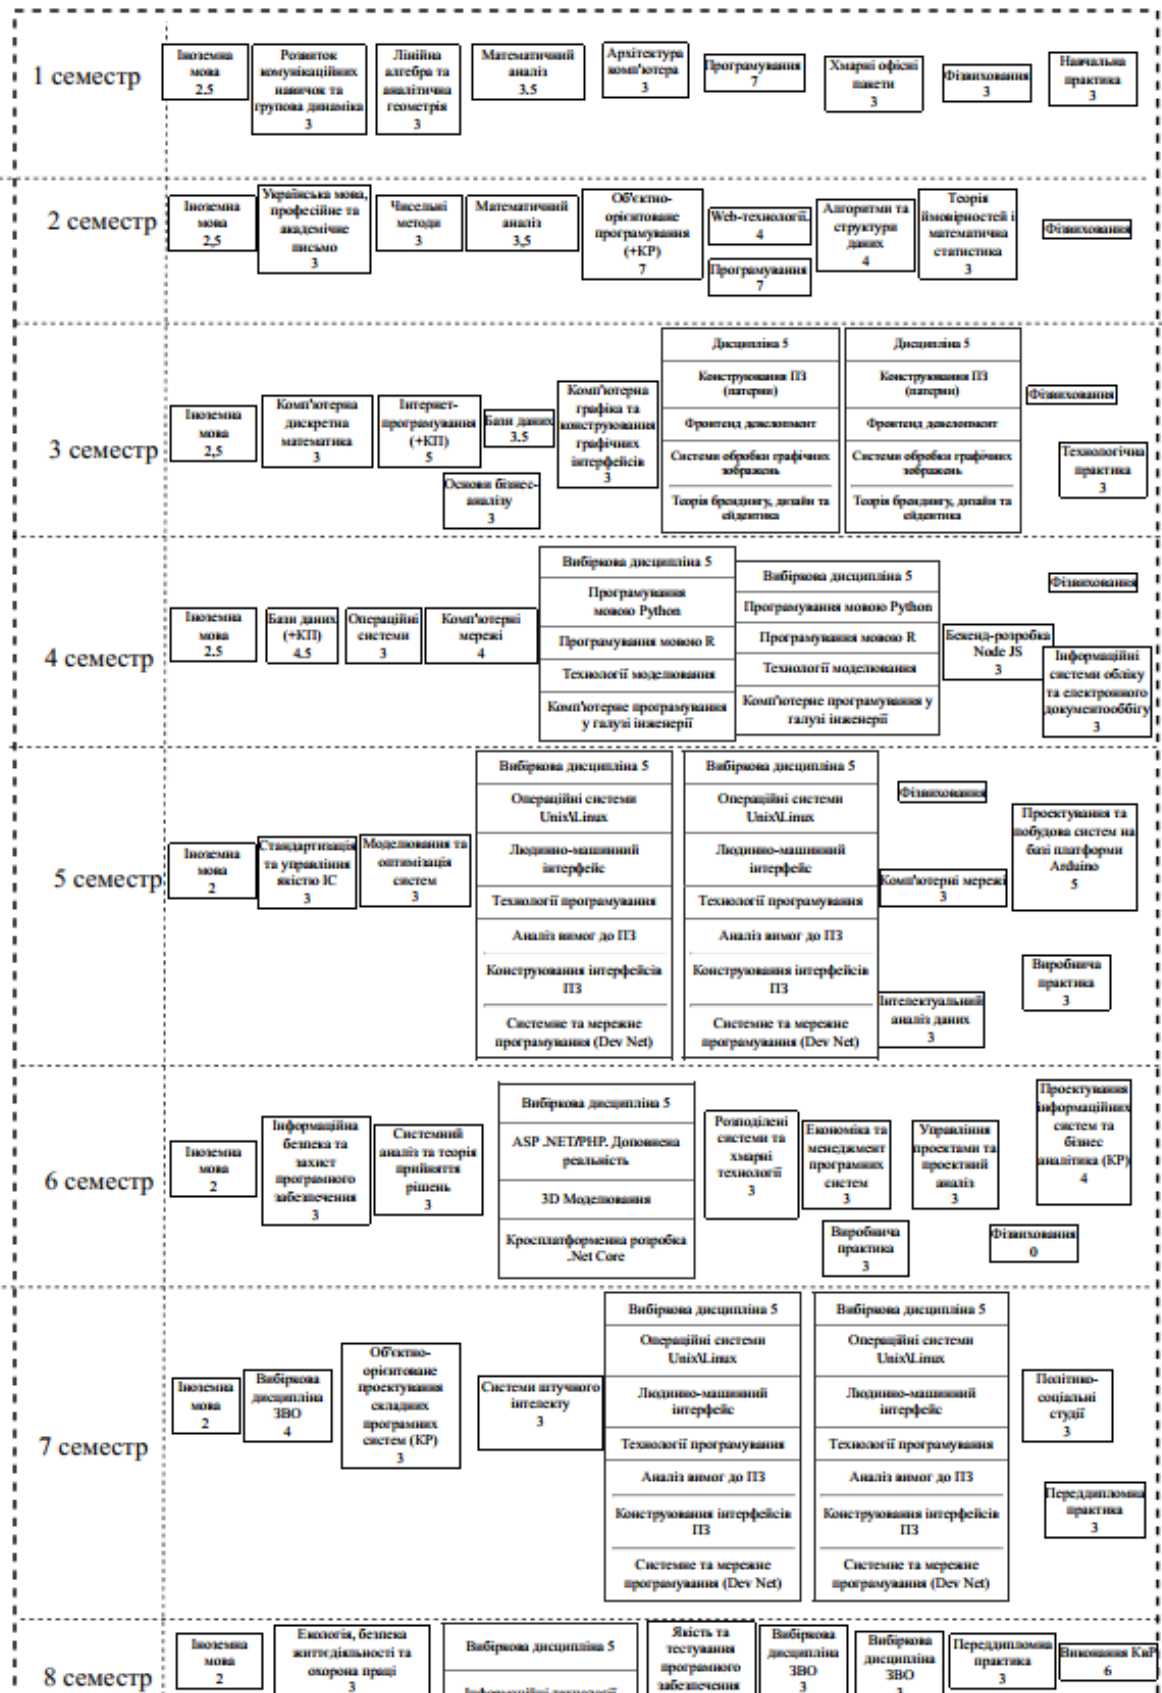 1 семестр
Іноземна
мова
2.5
Розвиток
комунікаційних
навичок та
групова динаміка
3
Лінійна
алгебра та
аналітична
геометрія
3
Математичний
аналіз
3.5
Архітектура
комп'ютера
3
Програмування
7
Хмарні офісні
пакети
3
Фізвиховання
3
Навчальна
практика
3
2 семестр
Іноземна
мова
2,5
Українська мова,
професійне та
академічне
письмо
3
Чисельні
методи
3
Математичний
аналіз
3,5
Об'єктно-
орієнтоване
програмування
(+КР)
7
Web-технології.
4
Програмування
7
Алгоритми та
структури
даних
4
Теорія
ймовірностей і
математична
статистика
3
Фізвиховання
3 семестр
Іноземна
мова
2,5
Комп'ютерна
дискретна
математика
3
Інтернет-
програмування
(+КП)
5
Бази даних
3.5
Основи бізнес-
аналізу
3
Комп'ютерна
графіка та
конструювання
графічних
інтерфейсів
3
Дисципліна 5
Конструювання ПЗ
(патерни)
Фронтенд девелопмент
Системи обробки графічних
зображень
Теорія брендингу, дизайн та
айдентика
Дисципліна 5
Конструювання ПЗ
(патерни)
Фронтенд девелопмент
Системи обробки графічних
зображень
Теорія брендингу, дизайн та
айдентика
Фізвиховання
Технологічна
практика
3
4 семестр
Іноземна
мова
2.5
Бази даних
(+КП)
4.5
Операційні
системи
3
Комп'ютерні
мережі
4
Вибіркова дисципліна 5
Програмування
мовою Python
Програмування мовою R
Технології моделювання
Комп'ютерне програмування
у галузі інженерії
Вибіркова дисципліна 5
Програмування мовою Python
Програмування мовою R
Технології моделювання
Комп'ютерне програмування у
галузі інженерії
Бекенд-розробка
Node JS
3
Фізвиховання
Інформаційні
системи обліку
та електронного
документообігу
3
5 семестр
Іноземна
мова
2
Стандартизація
та управління
якістю ІС
3
Моделювання та
оптимізація
систем
3
Вибіркова дисципліна 5
Операційні системи
Unix\Linux
Людинно-машинний
інтерфейс
Технології програмування
Аналіз вимог до ПЗ
Конструювання інтерфейсів
ПЗ
Системне та мережне
програмування (Dev Net)
Вибіркова дисципліна 5
Операційні системи
Unix\Linux
Людинно-машинний
інтерфейс
Технології програмування
Аналіз вимог до ПЗ
Конструювання інтерфейсів
ПЗ
Системне та мережне
програмування (Dev Net)
Фізвиховання
Комп'ютерні мережі
3
Інтелектуальний
аналіз даних
3
Проектування та
побудова систем на
базі платформи
Arduino
5
Виробнича
практика
3
6 семестр
Іноземна
мова
2
Інформаційна
безпека та
захист
програмного
забезпечення
3
Системний
аналіз та теорія
прийняття
рішень
3
Вибіркова дисципліна 5
ASP .NET/PHP. Доповнена
реальність
3D Моделювання
Кросплатформенна розробка
.Net Core
Розподілені
системи та
хмарні
технології
3
Економіка та
менеджмент
програмних
систем
3
Управління
проектами та
проектний
аналіз
3
Проектування
інформаційних
систем та
бізнес
аналітика (КР)
4
Виробнича
практика
3
Фізвиховання
0
7 семестр
Іноземна
мова
2
Вибіркова
дисципліна
ЗВО
4
Об'єктно-
орієнтоване
проектування
складних
програмних
систем (КР)
3
Системи штучного
інтелекту
3
Вибіркова дисципліна 5
Операційні системи
Unix\Linux
Людинно-машинний
інтерфейс
Технології програмування
Аналіз вимог до ПЗ
Конструювання інтерфейсів
ПЗ
Системне та мережне
програмування (Dev Net)
Вибіркова дисципліна 5
Операційні системи
Unix\Linux
Людинно-машинний
інтерфейс
Технології програмування
Аналіз вимог до ПЗ
Конструювання інтерфейсів
ПЗ
Системне та мережне
програмування (Dev Net)
Політико-
соціальні
студії
3
Переддипломна
практика
3
8 семестр
Іноземна
мова
2
Екологія, безпека
життєдіяльності та
охорона праці
3
Вибіркова дисципліна 5
Інформаційні технології
Якість та
тестування
програмного
забезпечення
Вибіркова
дисципліна
ЗВО
3
Вибіркова
дисципліна
ЗВО
3
Переддипломна
практика
3
Виконання КвР
6